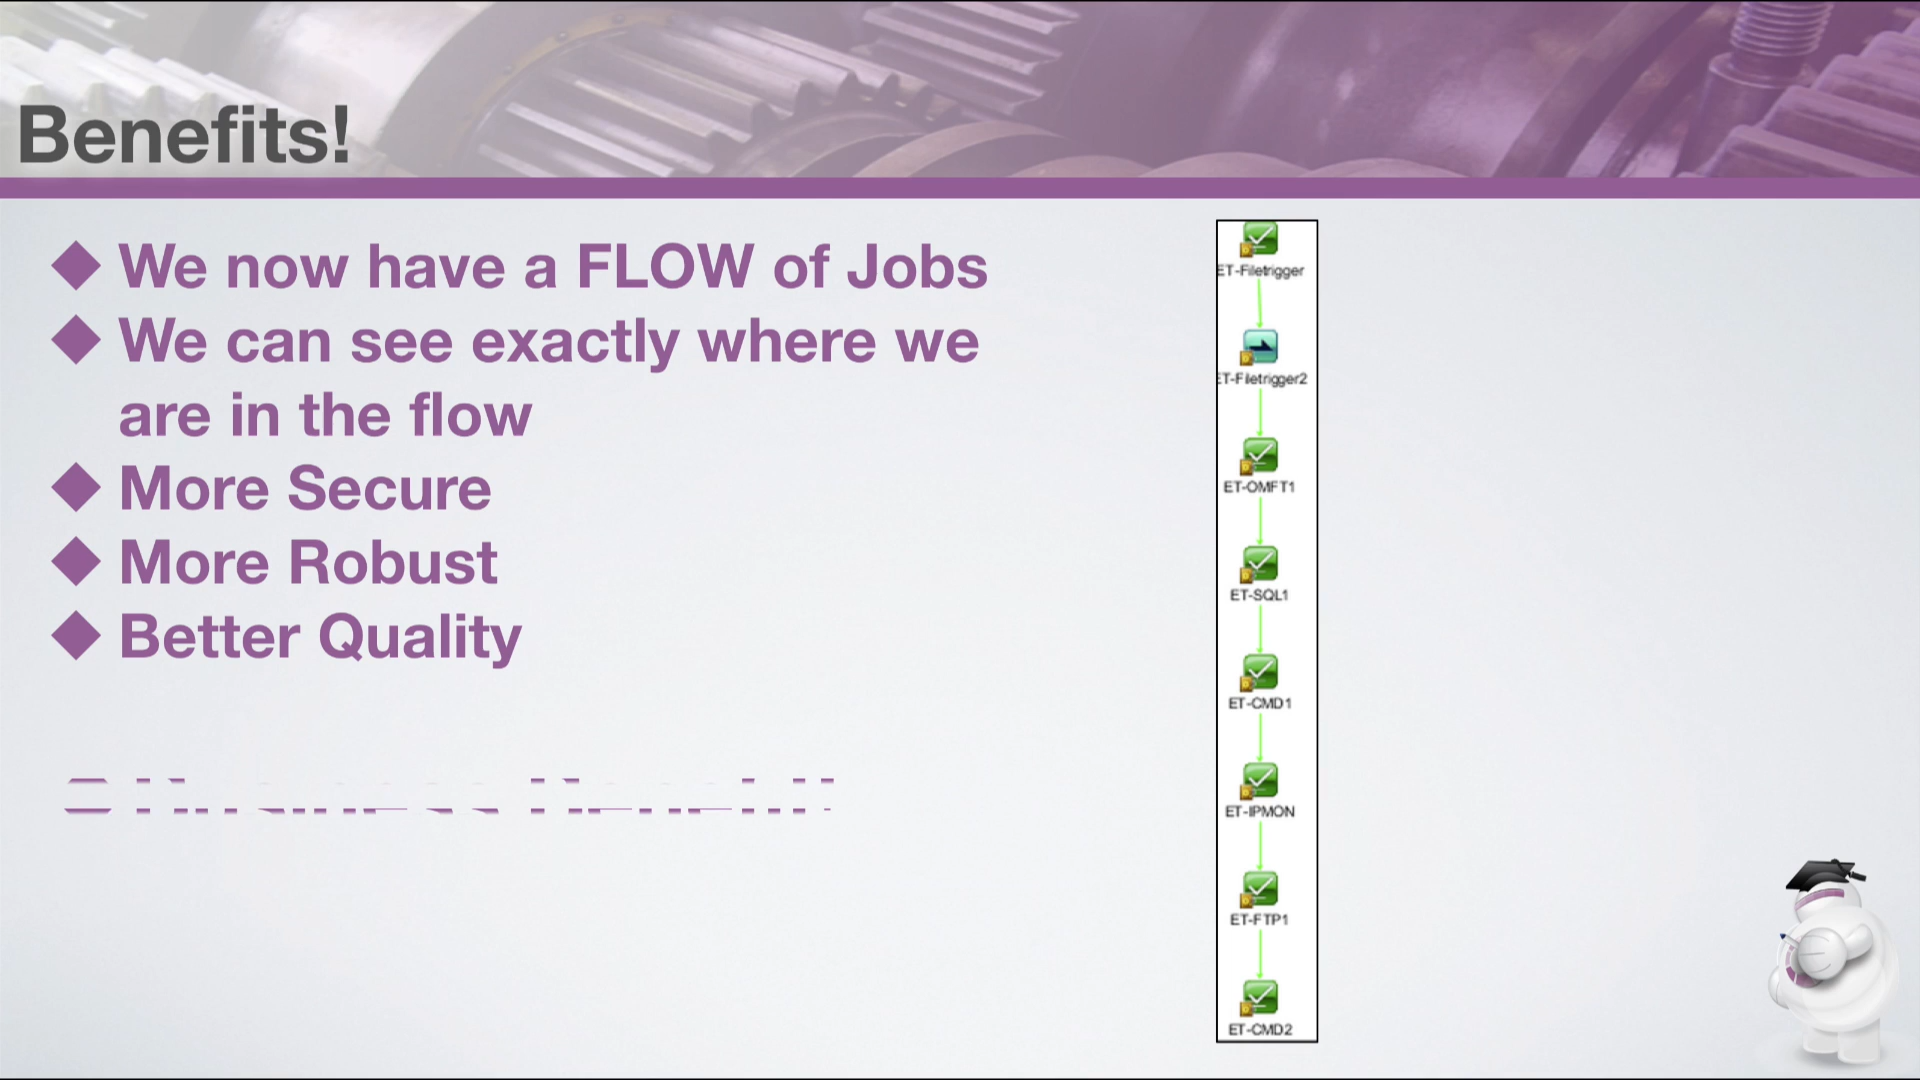 Benefits!
We now have a FLOW of Jobs
We can see exactly where we
are in the flow
More Secure
More Robust
Better Quality
ET-Filetrigger
ET-Filetrigger2
ET-OMFT1
ET-SQL1
ET-CMD1
ET-IPMON
ET-FTP1
ET-CMD2